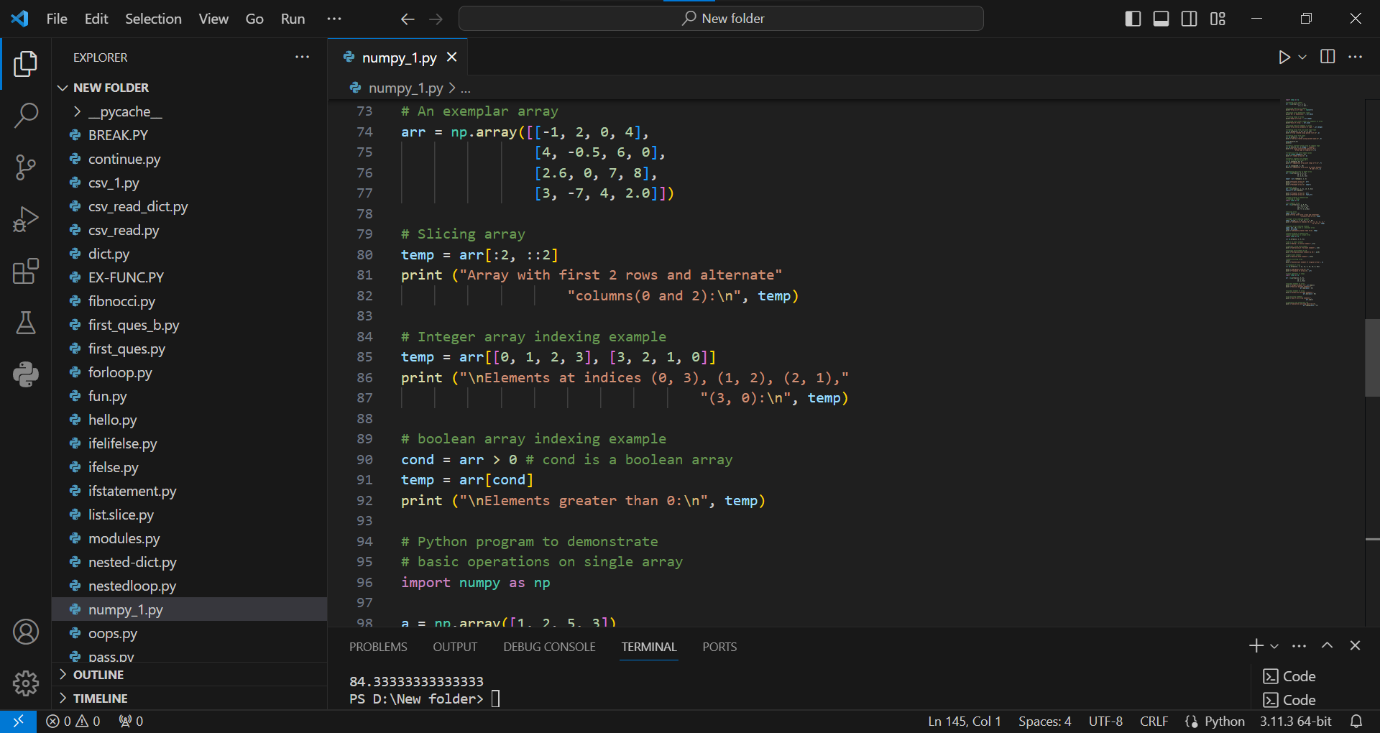 File Edit Selection View Go Run ··· New folder
EXPLORER ···
NEW FOLDER
__pycache__
BREAK.PY
continue.py
csv_1.py
csv_read_dict.py
csv_read.py
dict.py
EX-FUNC.PY
fibnocci.py
first_ques_b.py
first_ques.py
forloop.py
fun.py
hello.py
ifelifelse.py
ifelse.py
ifstatement.py
list.slice.py
modules.py
nested-dict.py
nestedloop.py
numpy_1.py
oops.py
pass.py
OUTLINE
TIMELINE
numpy_1.py
numpy_1.py > ...
73 # An exemplar array
74 arr = np.array([[-1, 2, 0, 4],
75 [4, -0.5, 6, 0],
76 [2.6, 0, 7, 8],
77 [3, -7, 4, 2.0]])
78
79 # Slicing array
80 temp = arr[:2, ::2]
81 print ("Array with first 2 rows and alternate"
82 "columns(0 and 2):\n", temp)
83
84 # Integer array indexing example
85 temp = arr[[0, 1, 2, 3], [3, 2, 1, 0]]
86 print ("\nElements at indices (0, 3), (1, 2), (2, 1),"
87 "(3, 0):\n", temp)
88
89 # boolean array indexing example
90 cond = arr > 0 # cond is a boolean array
91 temp = arr[cond]
92 print ("\nElements greater than 0:\n", temp)
93
94 # Python program to demonstrate
95 # basic operations on single array
96 import numpy as np
97
98 a = np.array([1, 2, 5, 3])
PROBLEMS OUTPUT DEBUG CONSOLE TERMINAL PORTS
84.33333333333333
PS D:\New folder>
Code
Code
0 0 0 Ln 145, Col 1 Spaces: 4 UTF-8 CRLF Python 3.11.3 64-bit